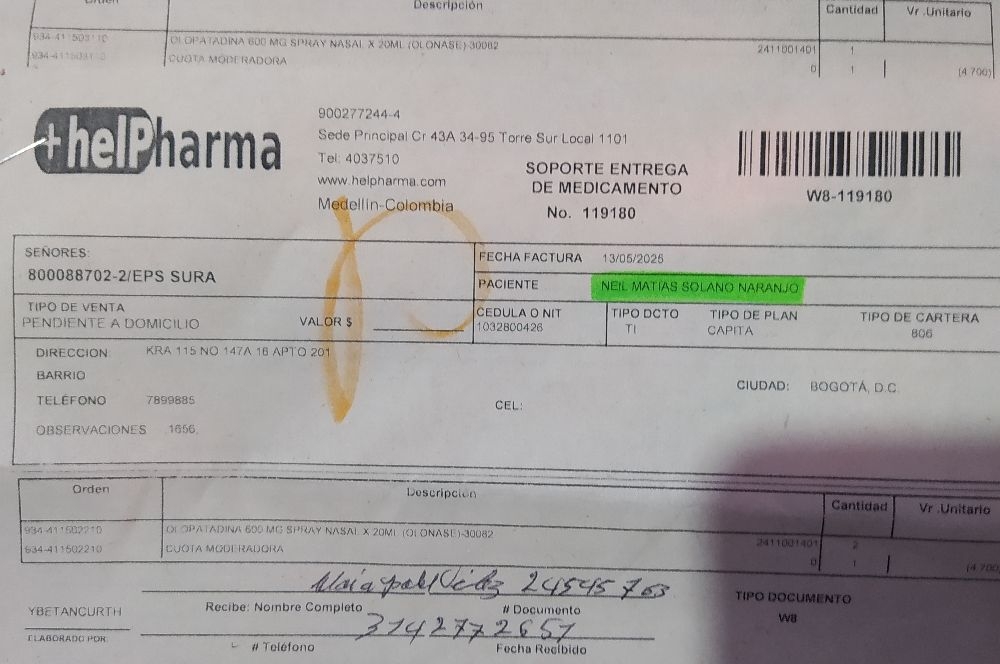 Orden Descripción Cantidad Vr .Unitario
934-411503110 OLOPATADINA 600 MG SPRAY NASAL X 20ML (OLONASE)-30082 2411001401 1
934-411503110 CUOTA MODERADORA 0 1 (4.700)
+helPharma
900277244-4
Sede Principal Cr 43A 34-95 Torre Sur Local 1101
Tel: 4037510
www.helpharma.com
Medellín-Colombia
SOPORTE ENTREGA
DE MEDICAMENTO
No. 119180
W8-119180
SEÑORES:
800088702-2/EPS SURA
FECHA FACTURA 13/05/2025
PACIENTE NEIL MATÍAS SOLANO NARANJO
TIPO DE VENTA
PENDIENTE A DOMICILIO
VALOR $
CEDULA O NIT
1032800426
TIPO DCTO
TI
TIPO DE PLAN
CAPITA
TIPO DE CARTERA
806
DIRECCION KRA 115 NO 147A 16 APTO 201
BARRIO
CIUDAD: BOGOTÁ, D.C.
TELÉFONO 7899885
CEL:
OBSERVACIONES 1656,
Orden Descripción Cantidad Vr .Unitario
934-411502210 OLOPATADINA 600 MG SPRAY NASAL X 20ML (OLONASE)-30082 2411001401 2
934-411502210 CUOTA MODERADORA 0 1 (4.700
24545763
YBETANCURTH
Recibe: Nombre Completo # Documento
TIPO DOCUMENTO
W8
3142772657
ELABORADO POR:
# Teléfono Fecha Recibido